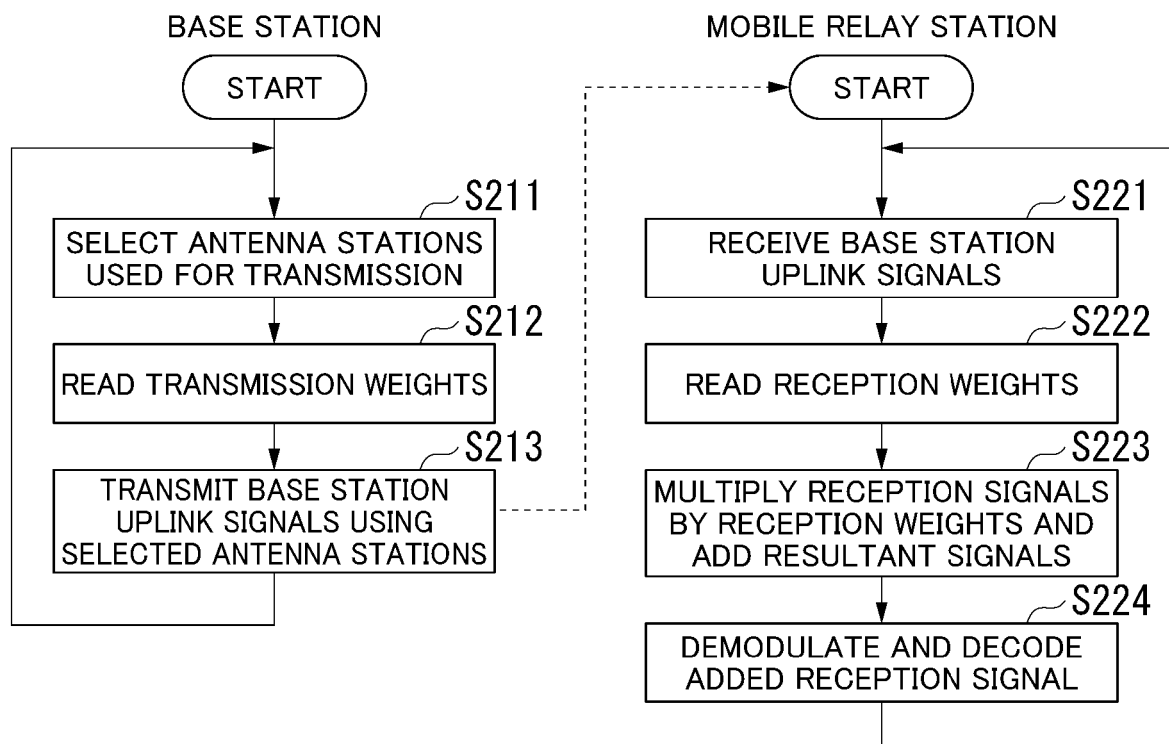 BASE STATION
START
S211
SELECT ANTENNA STATIONS
USED FOR TRANSMISSION
S212
READ TRANSMISSION WEIGHTS
S213
TRANSMIT BASE STATION
UPLINK SIGNALS USING
SELECTED ANTENNA STATIONS
MOBILE RELAY STATION
START
S221
RECEIVE BASE STATION
UPLINK SIGNALS
S222
READ RECEPTION WEIGHTS
S223
MULTIPLY RECEPTION SIGNALS
BY RECEPTION WEIGHTS AND
ADD RESULTANT SIGNALS
S224
DEMODULATE AND DECODE
ADDED RECEPTION SIGNAL